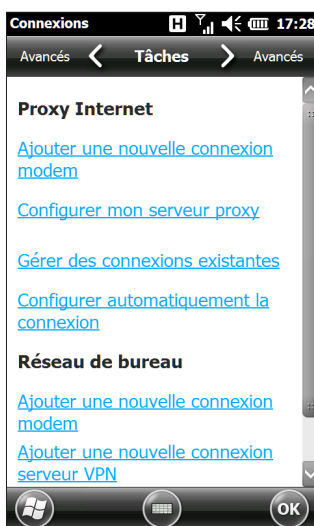 Connexions H 17:28
Avancés Tâches Avancés
Proxy Internet
Ajouter une nouvelle connexion
modem
Configurer mon serveur proxy
Gérer des connexions existantes
Configurer automatiquement la
connexion
Réseau de bureau
Ajouter une nouvelle connexion
modem
Ajouter une nouvelle connexion
serveur VPN
OK